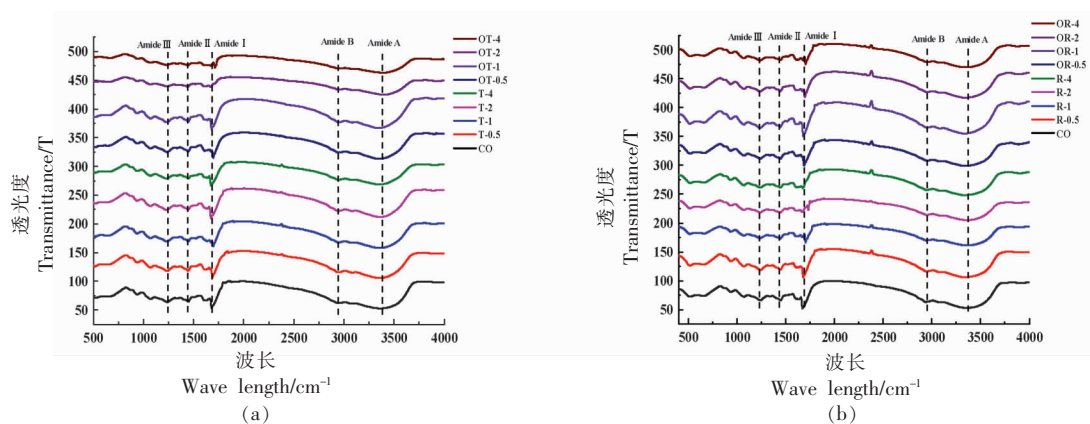 Amide Ⅲ Amide Ⅱ Amide Ⅰ Amide B Amide A
OT-4
OT-2
OT-1
OT-0.5
T-4
T-2
T-1
T-0.5
CO
500
450
400
350
300
250
200
150
100
50
透光度
Transmittance/T
500 1000 1500 2000 2500 3000 3500 4000
波长
Wave length/cm⁻¹
(a)
Amide Ⅲ Amide Ⅱ Amide Ⅰ Amide B Amide A
OR-4
OR-2
OR-1
OR-0.5
R-4
R-2
R-1
R-0.5
CO
500
450
400
350
300
250
200
150
100
50
透光度
Transmittance/T
500 1000 1500 2000 2500 3000 3500 4000
波长
Wave length/cm⁻¹
(b)